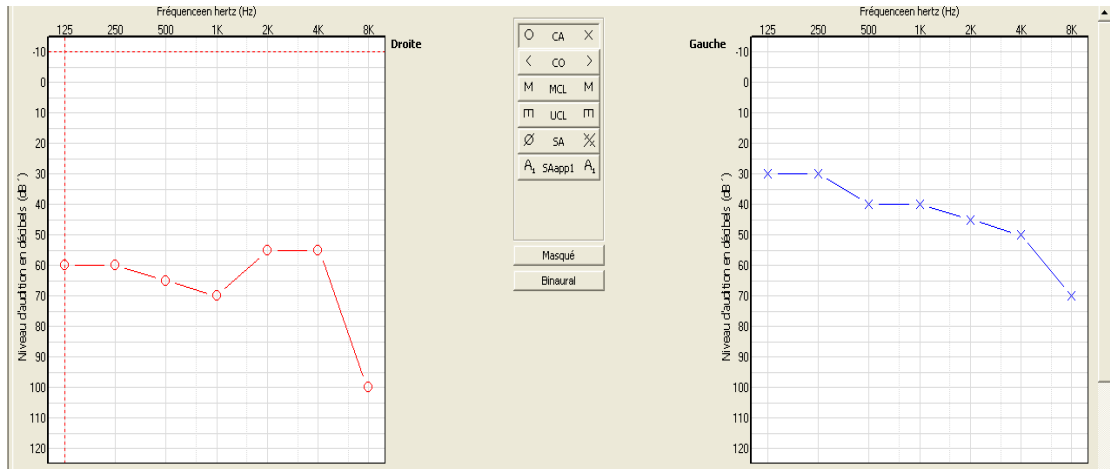 Fréquenceen hertz (Hz)
125 250 500 1K 2K 4K 8K
Droite
-10
0
10
20
30
40
50
60
70
80
90
100
110
120
Niveau d'audition en décibels (dB´)
O CA X
< CO >
M MCL M
m UCL m
Ø SA
A₁ SAapp1 A₁
Masqué
Binaural
Fréquenceen hertz (Hz)
125 250 500 1K 2K 4K 8K
Gauche
-10
0
10
20
30
40
50
60
70
80
90
100
110
120
Niveau d'audition en décibels (dB´)